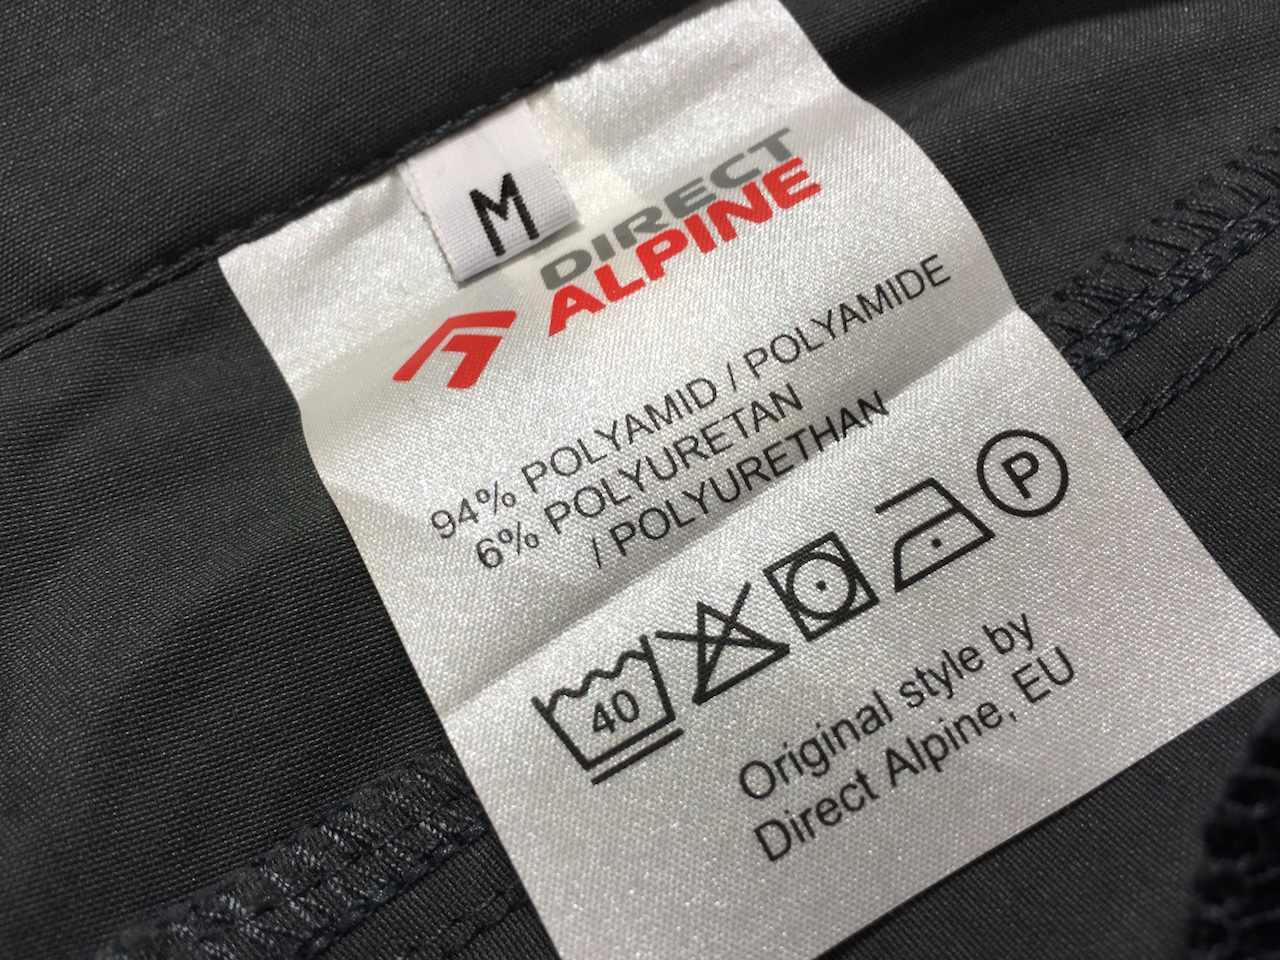 M
DIRECT
ALPINE
94% POLYAMID / POLYAMIDE
6% POLYURETAN
/ POLYURETHAN
40
P
Original style by
Direct Alpine, EU